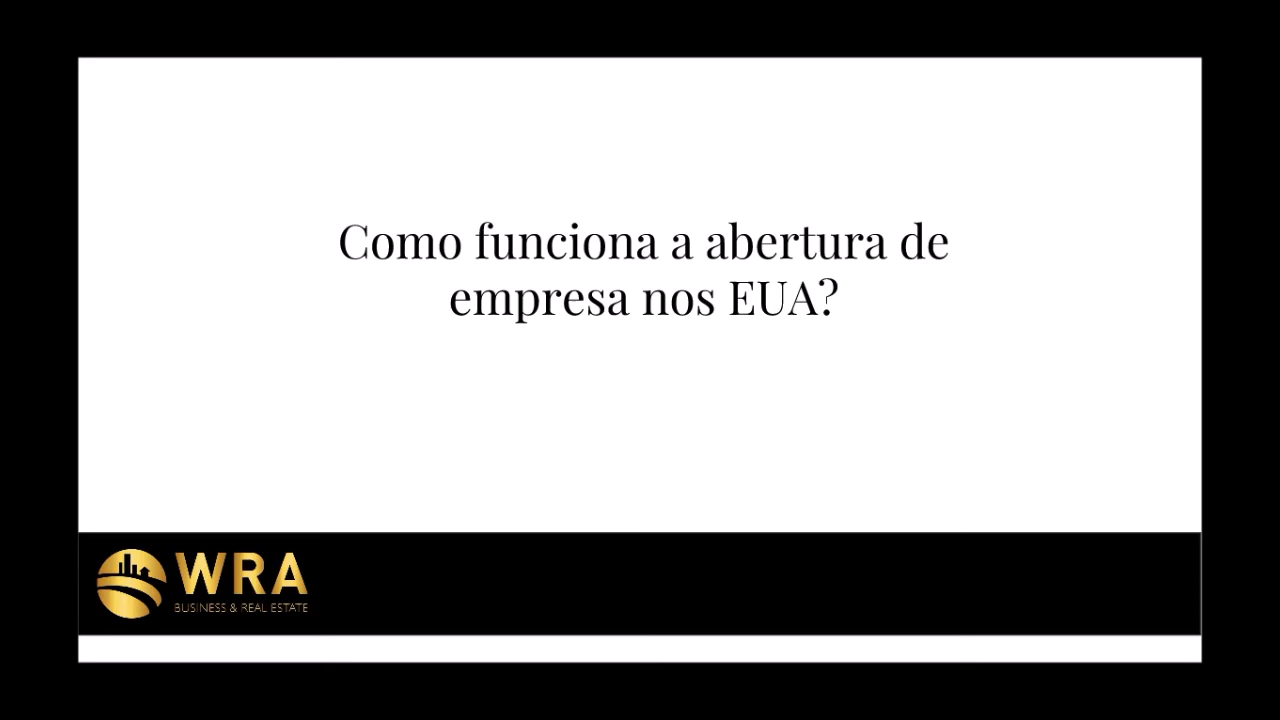 Como funciona a abertura de
empresa nos EUA?
WRA
BUSINESS & REAL ESTATE